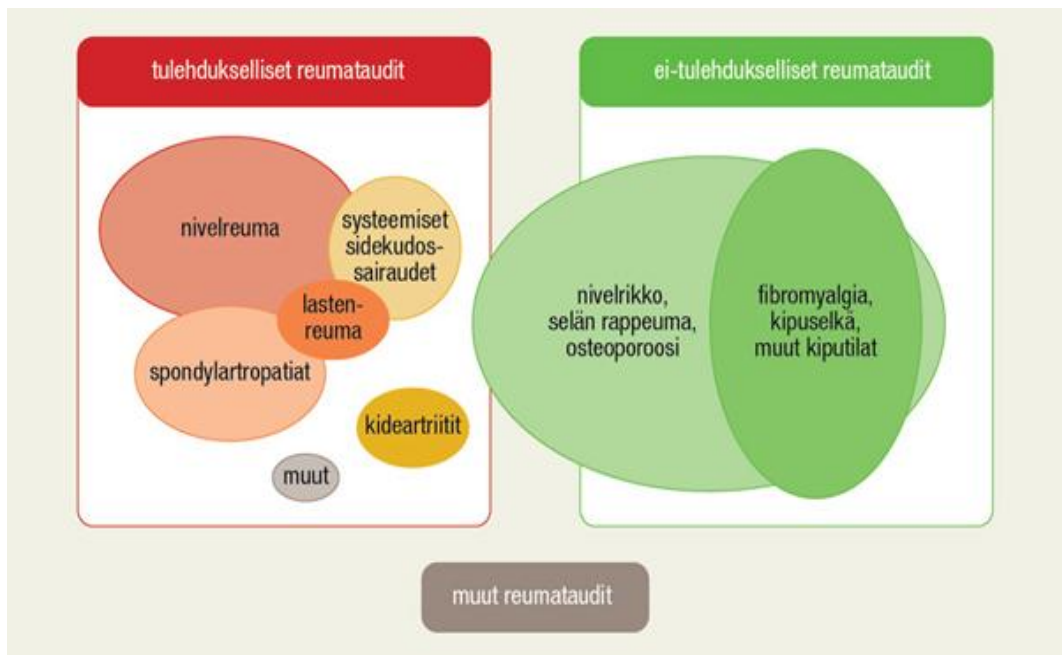 tulehdukselliset reumataudit
ei-tulehdukselliset reumataudit
nivelreuma
systeemiset
sidekudos-
sairaudet
lasten-
reuma
spondylartropatiat
kideartriitit
muut
nivelrikko,
selän rappeuma,
osteoporoosi
fibromyalgia,
kipuselkä,
muut kiputilat
muut reumataudit